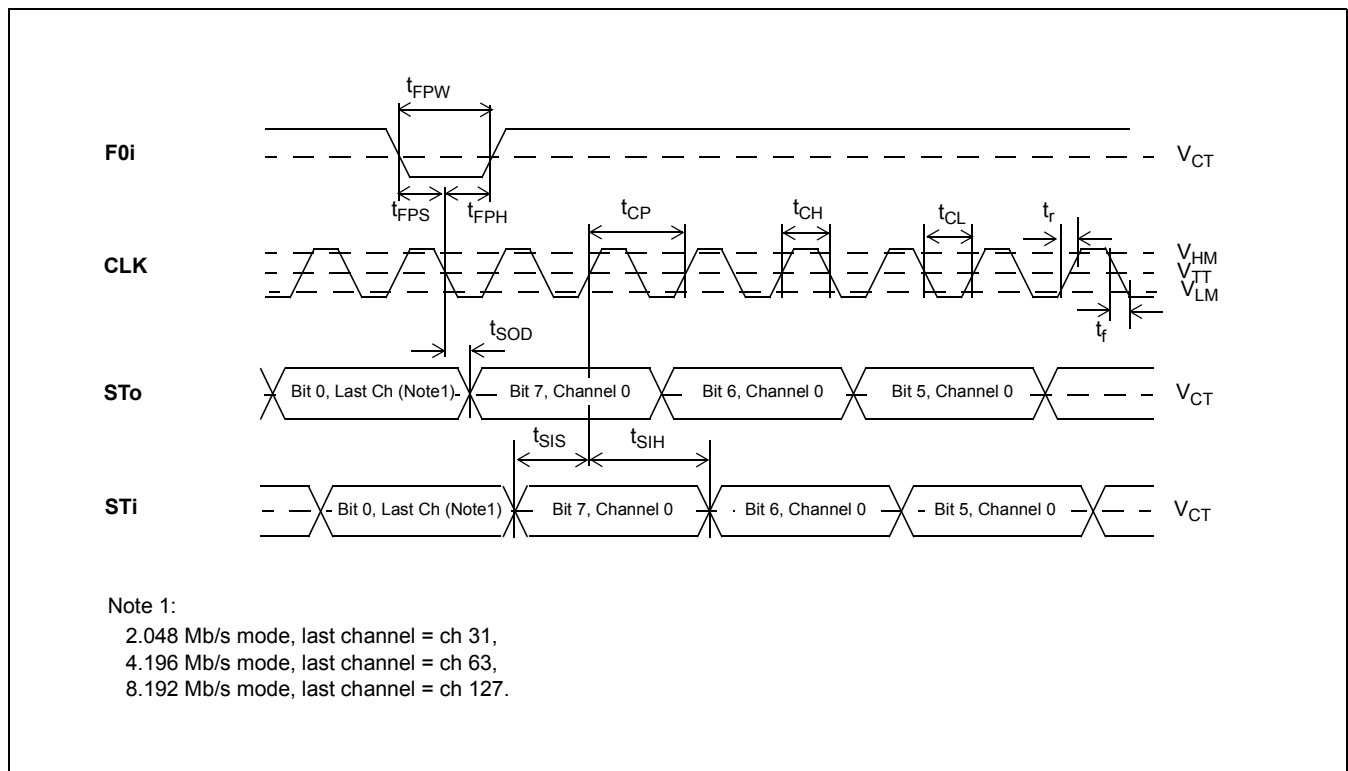 tFPW
F0i
VCT
tFPS tFPH tCP tCH tCL tr
CLK
VHM
VTT
VLM
tSOD tf
STo
Bit 0, Last Ch (Note1) Bit 7, Channel 0 Bit 6, Channel 0 Bit 5, Channel 0
VCT
tSIS tSIH
STi
Bit 0, Last Ch (Note1) Bit 7, Channel 0 Bit 6, Channel 0 Bit 5, Channel 0
VCT
Note 1:
2.048 Mb/s mode, last channel = ch 31,
4.196 Mb/s mode, last channel = ch 63,
8.192 Mb/s mode, last channel = ch 127.